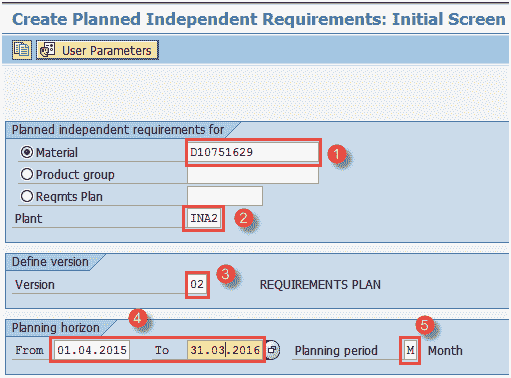 Create Planned Independent Requirements: Initial Screen
User Parameters
Planned independent requirements for
Material D10751629 1
Product group
Reqmts Plan
Plant INA2 2
Define version
Version 02 3 REQUIREMENTS PLAN
Planning horizon 4 5
From 01.04.2015 To 31.03.2016 Planning period M Month